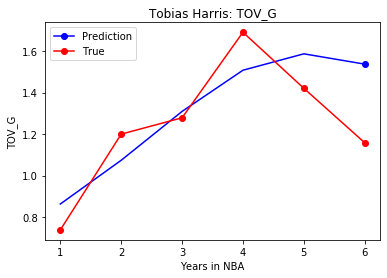 Tobias Harris: TOV_G
Prediction
True
TOV_G
1.6
1.4
1.2
1.0
0.8
1 2 3 4 5 6
Years in NBA